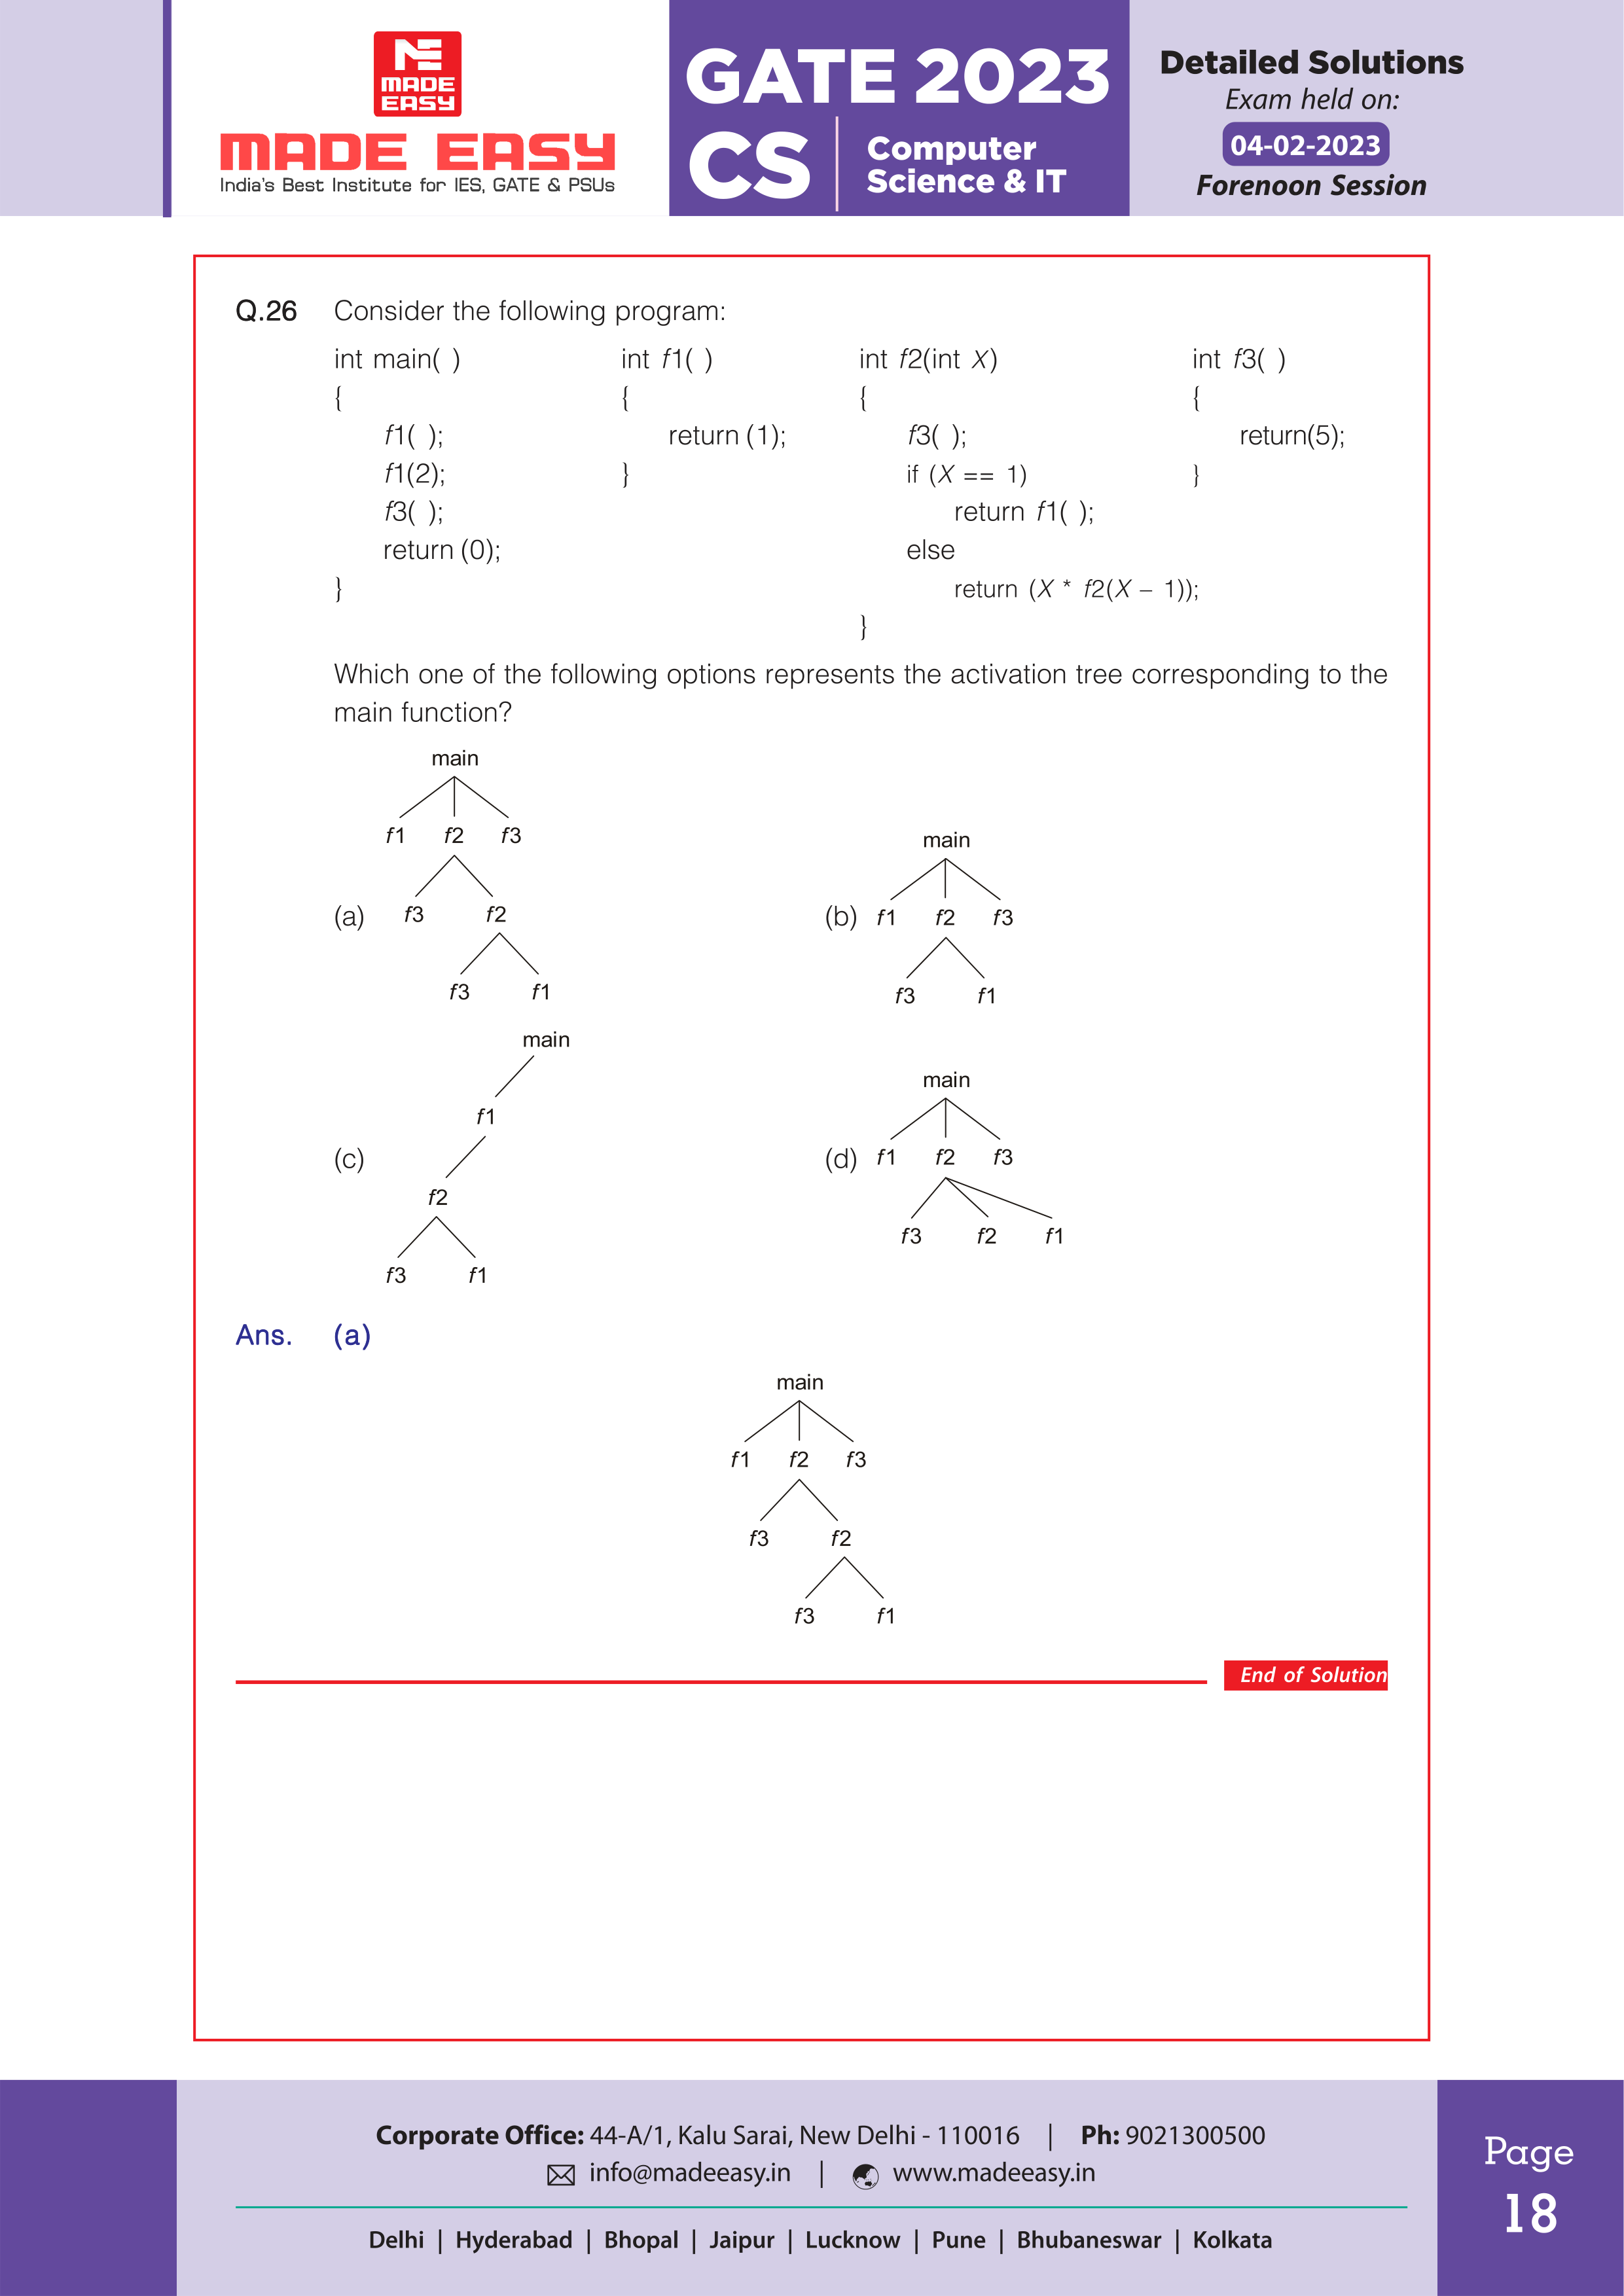 MADE
EASY
MADE EASY
India's Best Institute for IES, GATE & PSUs
GATE 2023
CS
Computer
Science & IT
Detailed Solutions
Exam held on:
04-02-2023
Forenoon Session
Q.26 Consider the following program:
int main( ) int f1( ) int f2(int X) int f3( )
{ { { {
f1( ); return (1); f3( ); return(5);
f1(2); } if (X == 1) }
f3( ); return f1( );
return (0); else
} return (X * f2(X – 1));
}
Which one of the following options represents the activation tree corresponding to the
main function?
main
f1 f2 f3
(a) f3 f2
f3 f1
main
(b) f1 f2 f3
f3 f1
main
f1
(c)
f2
f3 f1
main
(d) f1 f2 f3
f3 f2 f1
Ans. (a)
main
f1 f2 f3
f3 f2
f3 f1
End of Solution
Corporate Office: 44-A/1, Kalu Sarai, New Delhi - 110016 | Ph: 9021300500
info@madeeasy.in | www.madeeasy.in
Delhi | Hyderabad | Bhopal | Jaipur | Lucknow | Pune | Bhubaneswar | Kolkata
Page
18